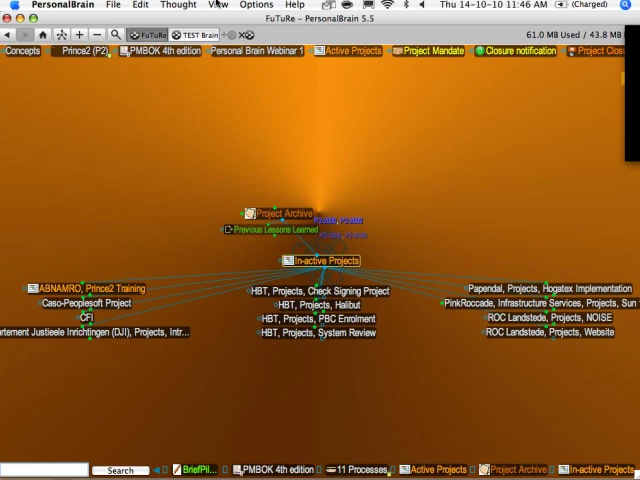 PersonalBrain File Edit Thought View Options Help Thu 14-10-10 11:46 AM (Charged)
FuTuRe – PersonalBrain 5.5
FuTuRe TEST Brain 61.0 MB Used / 43.8 MB
Concepts Prince2 (P2) PMBOK 4th edition Personal Brain Webinar 1 Active Projects Project Mandate Closure notification Project Closu
Project Archive
Previous Lessons Learned
In-active Projects
ABNAMRO, Prince2 Training
Caso-Peoplesoft Project
CFI
artement Justieele Inrichtingen (DJI), Projects, Intr...
HBT, Projects, Check Signing Project
HBT, Projects, Halibut
HBT, Projects, PBC Enrolment
HBT, Projects, System Review
Papendal, Projects, Hogatex Implementation
PinkRoccade, Infrastructure Services, Projects, Sun
ROC Landstede, Projects, NOISE
ROC Landstede, Projects, Website
Search BriefPil... PMBOK 4th edition 11 Processes Active Projects Project Archive In-active Projects